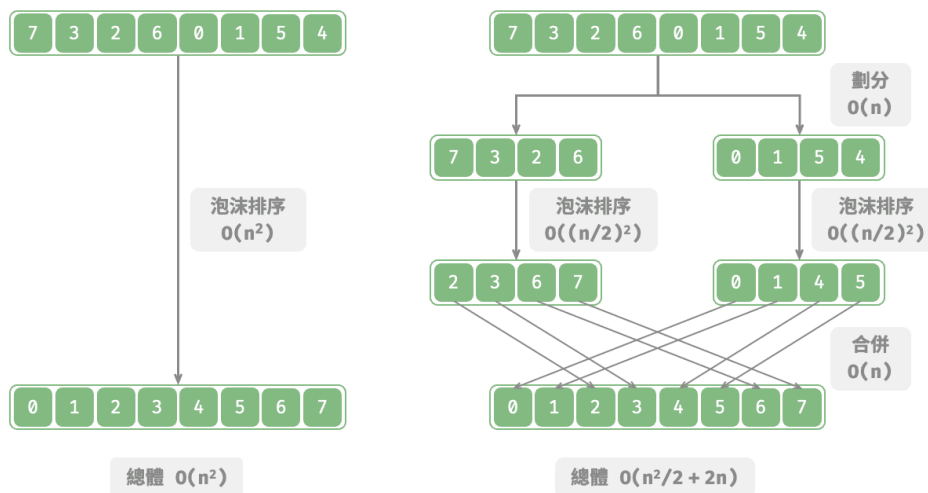 7 3 2 6 0 1 5 4
泡沫排序
O(n²)
0 1 2 3 4 5 6 7
總體 O(n²)
7 3 2 6 0 1 5 4
劃分
O(n)
7 3 2 6
0 1 5 4
泡沫排序
O((n/2)²)
泡沫排序
O((n/2)²)
2 3 6 7
0 1 4 5
合併
O(n)
0 1 2 3 4 5 6 7
總體 O(n²/2 + 2n)